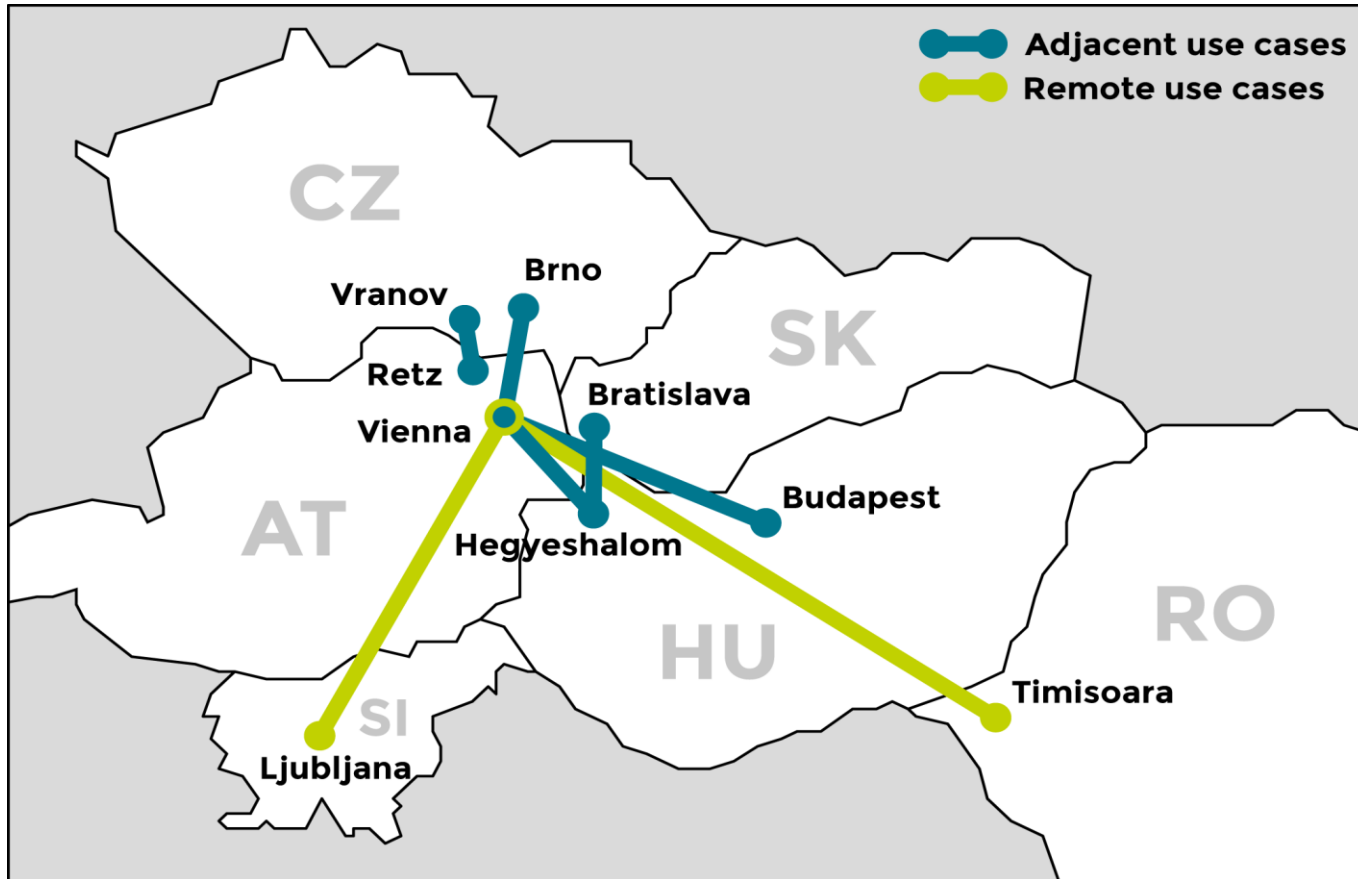 Adjacent use cases
Remote use cases
CZ
Brno
Vranov
SK
Retz
Bratislava
Vienna
Budapest
AT
Hegyeshalom
RO
HU
Timisoara
SI
Ljubljana